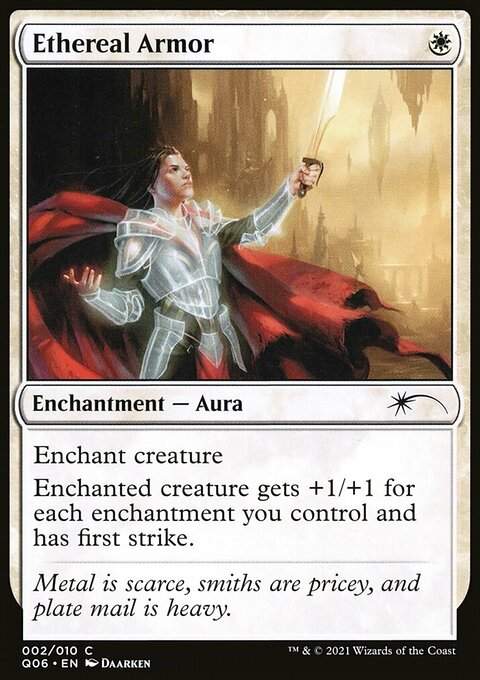 Ethereal Armor
Enchantment — Aura
Enchant creature
Enchanted creature gets +1/+1 for
each enchantment you control and
has first strike.
Metal is scarce, smiths are pricey, and
plate mail is heavy.
002/010 C
Q06 • EN Daarken
™ & © 2021 Wizards of the Coast